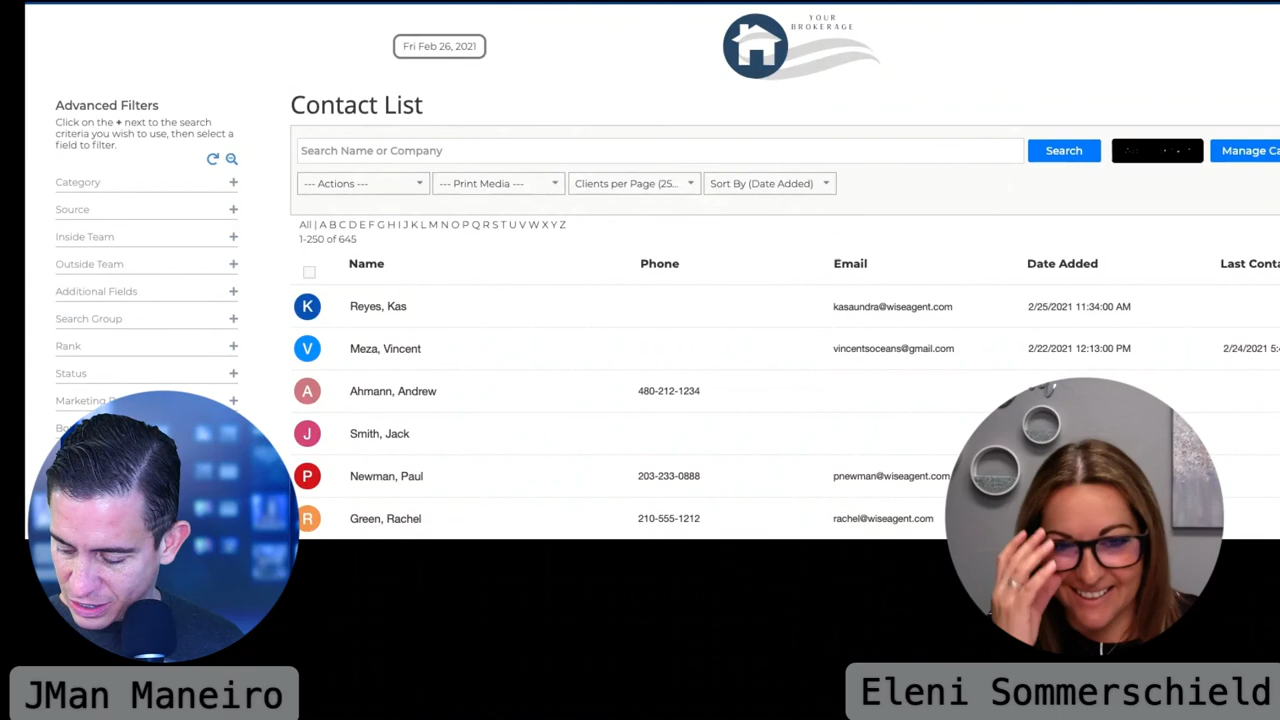 YOUR
BROKERAGE
Fri Feb 26, 2021
Advanced Filters
Click on the + next to the search
criteria you wish to use, then select a
field to filter.
Category +
Source +
Inside Team +
Outside Team +
Additional Fields +
Search Group +
Rank +
Status +
Marketing +
Contact List
Search Name or Company
Search
Manage Ca
--- Actions ---
--- Print Media ---
Clients per Page (25...
Sort By (Date Added)
All | A B C D E F G H I J K L M N O P Q R S T U V W X Y Z
1-250 of 645
Name Phone Email Date Added Last Conta
K Reyes, Kas kasaundra@wiseagent.com 2/25/2021 11:34:00 AM
V Meza, Vincent vincentsoceans@gmail.com 2/22/2021 12:13:00 PM 2/24/2021 5:
A Ahmann, Andrew 480-212-1234
J Smith, Jack
P Newman, Paul 203-233-0888 pnewman@wiseagent.com
R Green, Rachel 210-555-1212 rachel@wiseagent.com
JMan Maneiro
Eleni Sommerschield